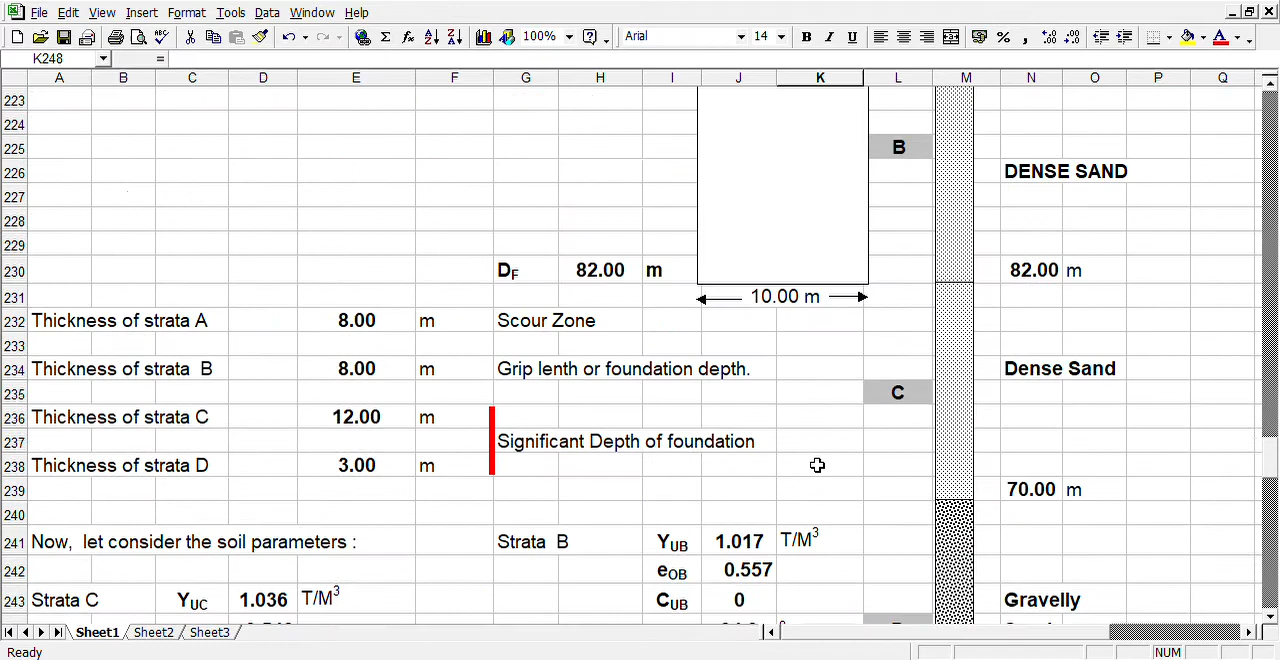 File Edit View Insert Format Tools Data Window Help
100% Arial 14 B I U
K248 =
A B C D E F G H I J K L M N O P Q
223
224
225 B
226 DENSE SAND
227
228
229
230 DF 82.00 m 82.00 m
231 10.00 m
232 Thickness of strata A 8.00 m Scour Zone
233
234 Thickness of strata B 8.00 m Grip lenth or foundation depth. Dense Sand
235 C
236 Thickness of strata C 12.00 m
237 Significant Depth of foundation
238 Thickness of strata D 3.00 m
239 70.00 m
240
241 Now, let consider the soil parameters : Strata B YUB 1.017 T/M3
242 eOB 0.557
243 Strata C YUC 1.036 T/M3 CUB 0 Gravelly
Sheet1 Sheet2 Sheet3
Ready NUM